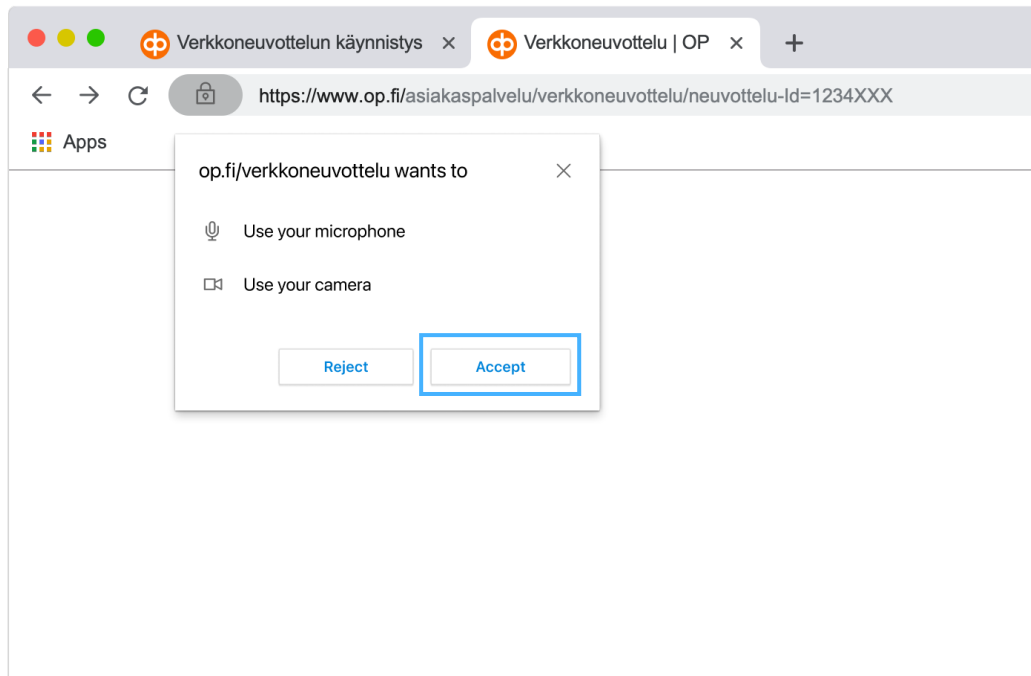 Verkkoneuvottelun käynnistys
Verkkoneuvottelu | OP
https://www.op.fi/asiakaspalvelu/verkkoneuvottelu/neuvottelu-Id=1234XXX
Apps
op.fi/verkkoneuvottelu wants to
Use your microphone
Use your camera
Reject
Accept